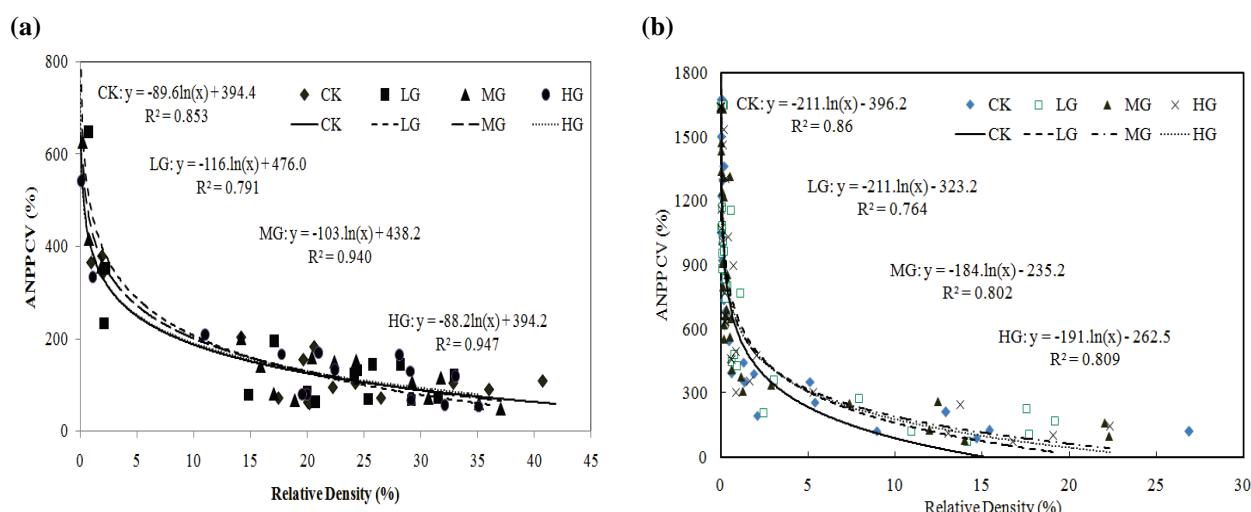 (a)
800
600
400
200
0
ANPP CV (%)
CK: y = -89.6ln(x) + 394.4
R² = 0.853
CK LG MG HG
CK LG MG HG
LG: y = -116.ln(x) + 476.0
R² = 0.791
MG: y = -103.ln(x) + 438.2
R² = 0.940
HG: y = -88.2ln(x) + 394.2
R² = 0.947
0 5 10 15 20 25 30 35 40 45
Relative Density (%)
(b)
1800
1500
1200
900
600
300
0
ANPP CV (%)
CK: y = -211.ln(x) - 396.2
R² = 0.86
CK LG MG HG
CK LG MG HG
LG: y = -211.ln(x) - 323.2
R² = 0.764
MG: y = -184.ln(x) - 235.2
R² = 0.802
HG: y = -191.ln(x) - 262.5
R² = 0.809
0 5 10 15 20 25 30
Relative Density (%)